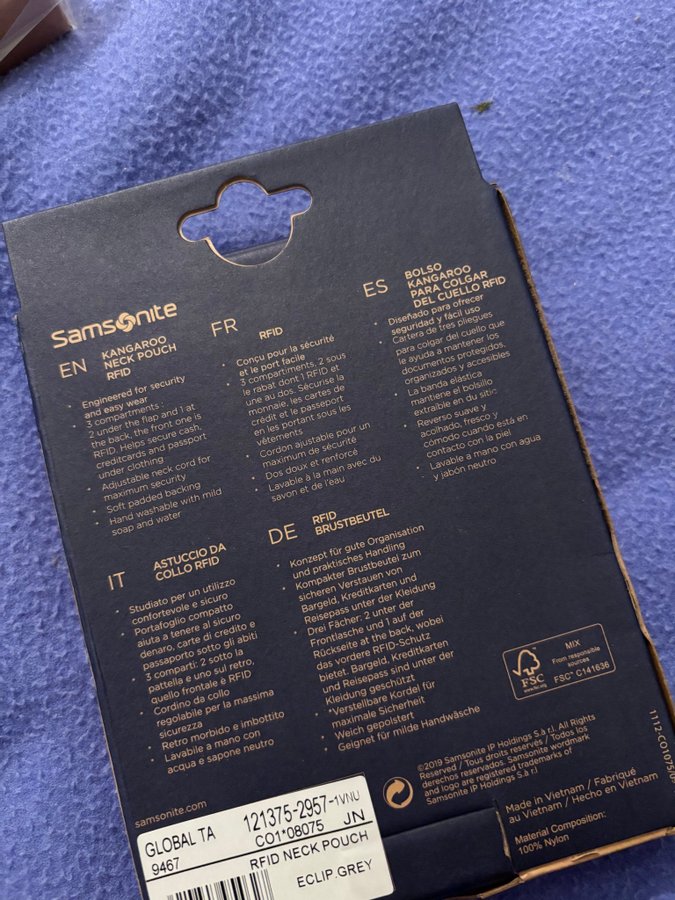 Samsonite
EN
KANGAROO
NECK POUCH
RFID
• Engineered for security
and easy wear
• 3 compartments :
2 under the flap and 1 at
the back, the front one is
RFID. Helps secure cash,
creditcards and passport
under clothing
• Adjustable neck cord for
maximum security
• Soft padded backing
• Hand washable with mild
soap and water
FR
RFID
• Conçu pour la sécurité
et le port facile
• 3 compartiments, 2 sous
le rabat dont 1 RFID et
une au dos. Sécurise la
monnaie, les cartes de
crédit et le passeport
en les portant sous les
vêtements
• Cordon ajustable pour un
maximum de sécurité
• Dos doux et renforcé
• Lavable à la main avec du
savon et de l'eau
ES
BOLSO
KANGAROO
PARA COLGAR
DEL CUELLO RFID
• Diseñado para ofrecer
seguridad y fácil uso
• Cartera de tres pliegues
para colgar del cuello que
le ayuda a mantener los
documentos protegidos,
organizados y accesibles
• La banda elástica
mantiene el bolsillo
extraíble en du sitio
• Reverso suave y
acolhado, fresco y
cómodo cuando está en
contacto con la piel
• Lavable a mano con agua
y jabón neutro
IT
ASTUCCIO DA
COLLO RFID
• Studiato per un utilizzo
confortevole e sicuro
• Portafoglio compatto
aiuta a tenere al sicuro
denaro, carte di credito e
passaporto sotto gli abiti
• 3 comparti: 2 sotto la
pattella e uno sul retro,
quello frontale è RFID
• Cordino da collo
regolabile per la massima
sicurezza
• Retro morbido e imbottito
• Lavabile a mano con
acqua e sapone neutro
DE
RFID
BRUSTBEUTEL
• Konzept für gute Organisation
und praktisches Handling
• Kompakter Brustbeutel zum
sicheren Verstauen von
Bargeld, Kreditkarten und
Reisepass unter der Kleidung
• Drei Fächer: 2 unter der
Frontlasche und 1 auf der
Rückseite at the back, wobei
das vordere RFID-Schutz
bietet. Bargeld, Kreditkarten
und Reisepass sind unter der
Kleidung geschützt
• *Verstellbare Kordel für
maximale Sicherheit
• Weich gepolstert
• Geignet für milde Handwäsche
FSC
www.fsc.org
MIX
From responsible
sources
FSC® C141636
©2019 Samsonite IP Holdings S.à r.l. All Rights
Reserved / Tous droits réservés / Todos los
derechos reservados. Samsonite wordmark
and logo are registered trademarks of
Samsonite IP Holdings S.à r.l
Made in Vietnam / Fabriqué
au Vietnam / Hecho en Vietnam
Material Composition:
100% Nylon
samsonite.com
GLOBAL TA
121375-2957-1VNU
9467
CO1*08075
JN
RFID NECK POUCH
ECLIP.GREY